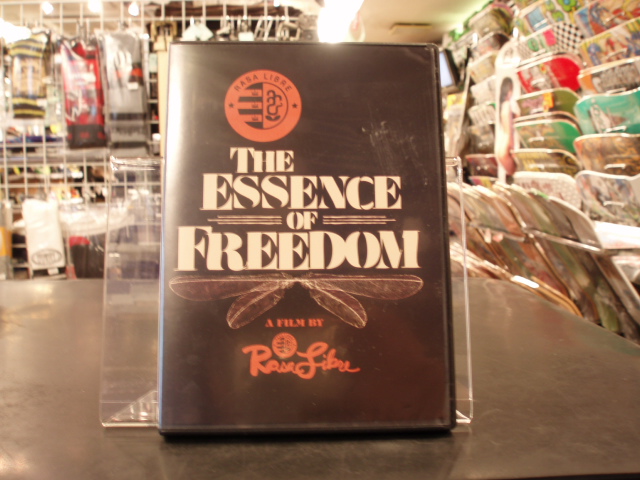 RASA LIBRE
THE
ESSENCE
OF
FREEDOM
A FILM BY
Rasa Libre